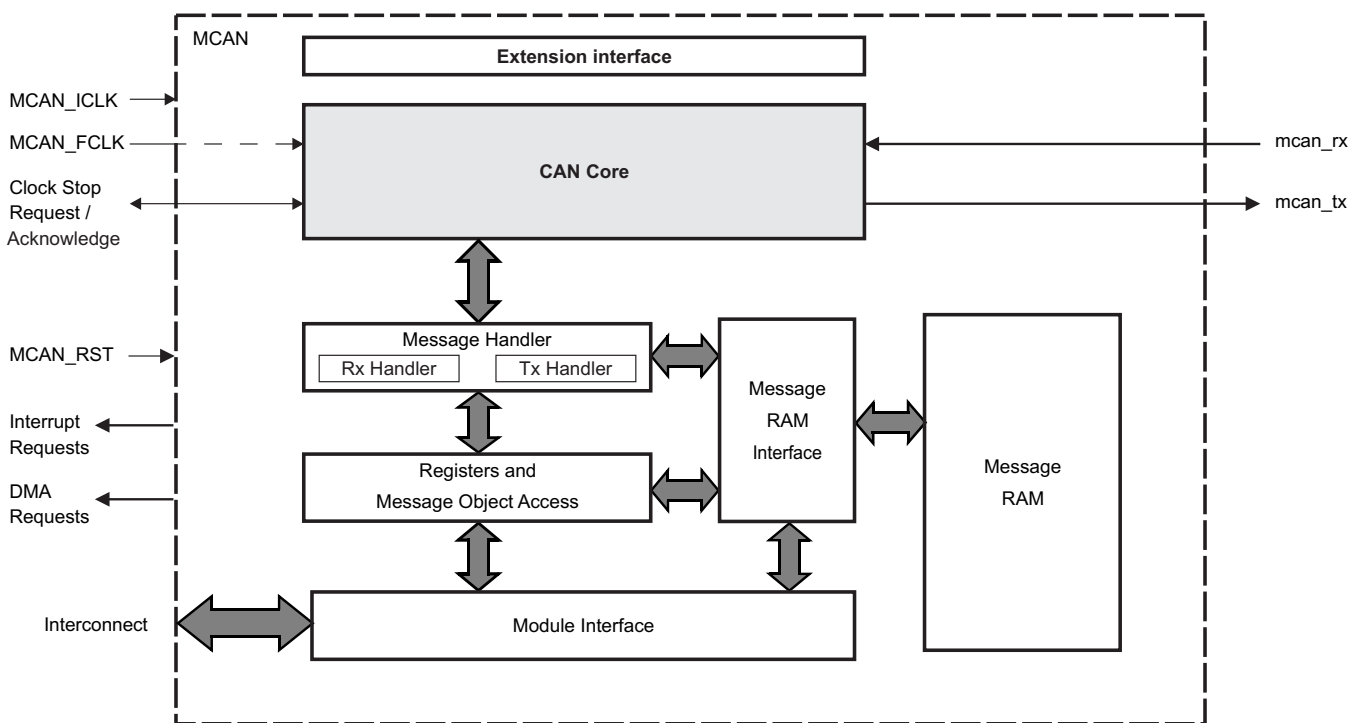 MCAN
Extension interface
MCAN_ICLK
MCAN_FCLK
mcan_rx
CAN Core
Clock Stop
Request /
Acknowledge
mcan_tx
Message Handler
Rx Handler
Tx Handler
MCAN_RST
Message
RAM
Interface
Interrupt
Requests
Registers and
Message Object Access
Message
RAM
DMA
Requests
Interconnect
Module Interface